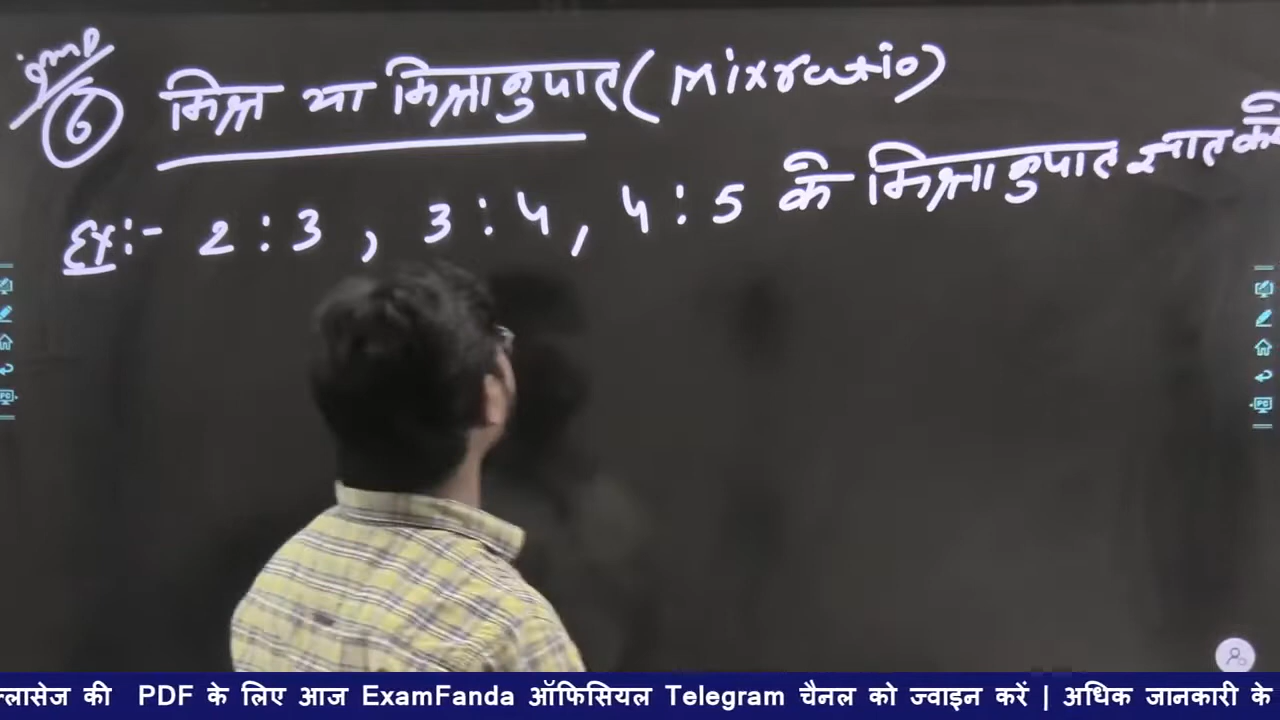 imp
6 मिश्र या मिश्रानुपात ( Mixratio)
Ex:- 2 : 3 , 3 : 4 , 4 : 5 के मिश्रानुपात ज्ञात की
लासेज की PDF के लिए आज ExamFanda ऑफिसियल Telegram चैनल को ज्वाइन करें | अधिक जानकारी के